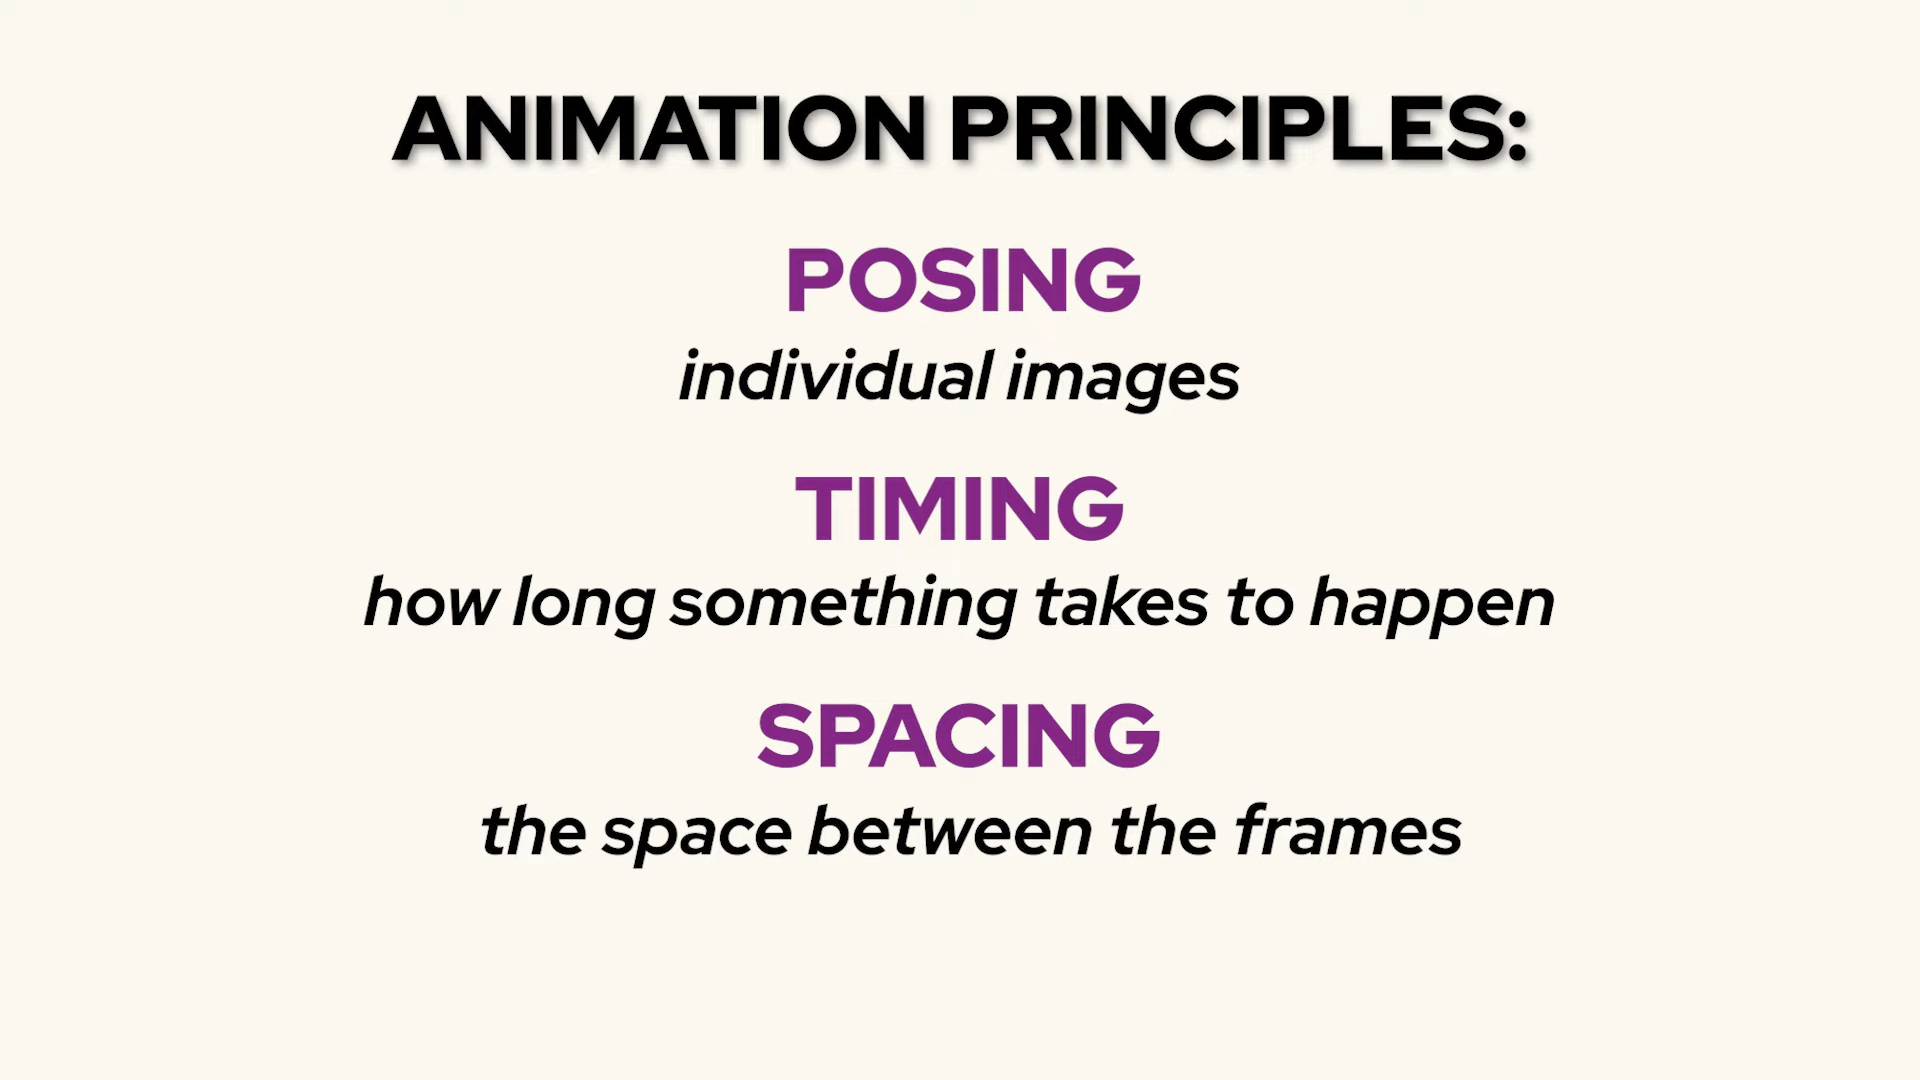 ANIMATION PRINCIPLES:
POSING
individual images
TIMING
how long something takes to happen
SPACING
the space between the frames